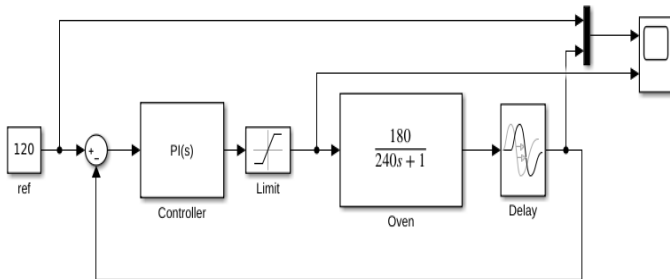 120
ref
+
−
PI(s)
Controller
Limit
180
240s + 1
Oven
Delay